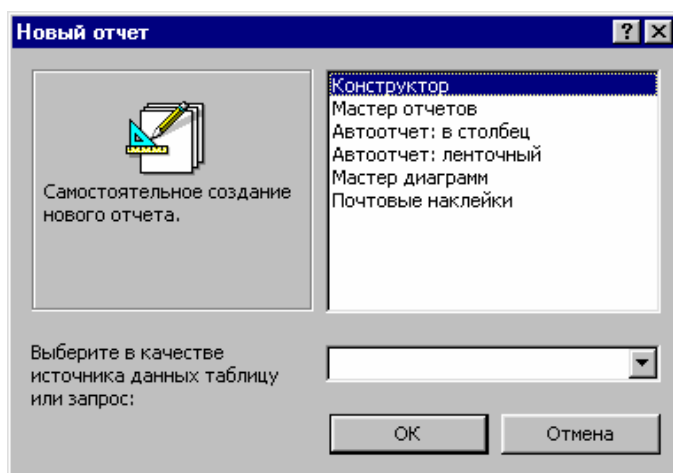 Новый отчет
Самостоятельное создание
нового отчета.
Конструктор
Мастер отчетов
Автоотчет: в столбец
Автоотчет: ленточный
Мастер диаграмм
Почтовые наклейки
Выберите в качестве
источника данных таблицу
или запрос:
ОК
Отмена